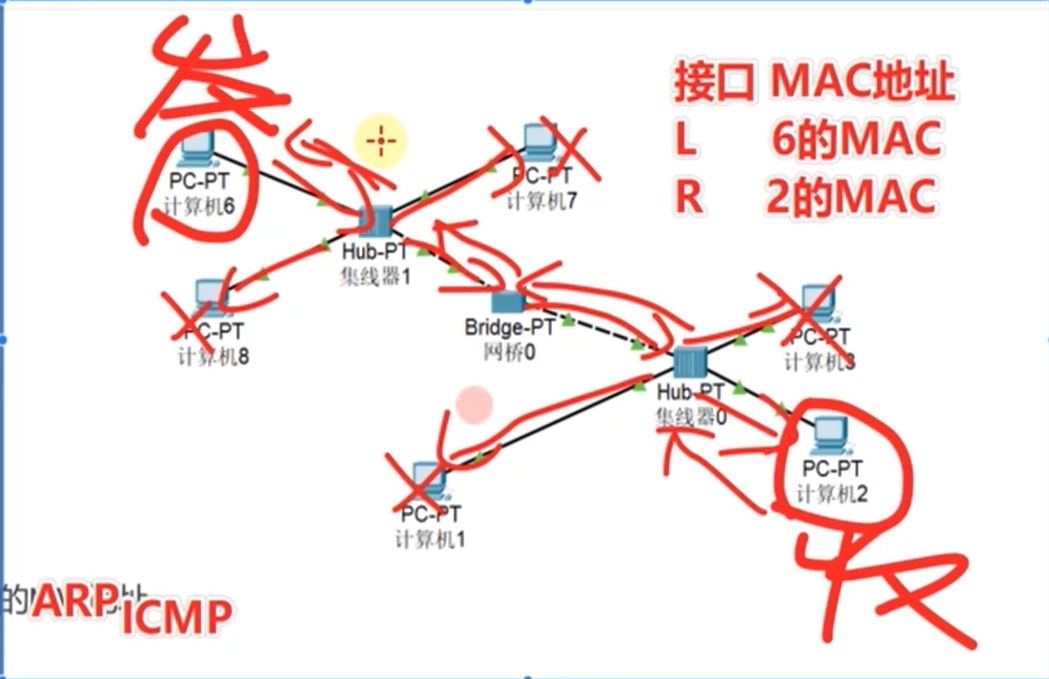 接口 MAC地址
L 6的MAC
R 2的MAC
PC-PT
计算机6
PC-PT
计算机7
Hub-PT
集线器1
PC-PT
计算机8
Bridge-PT
网桥0
PC-PT
计算机3
Hub-PT
集线器0
PC-PT
计算机2
PC-PT
计算机1
的
ARP
ICMP